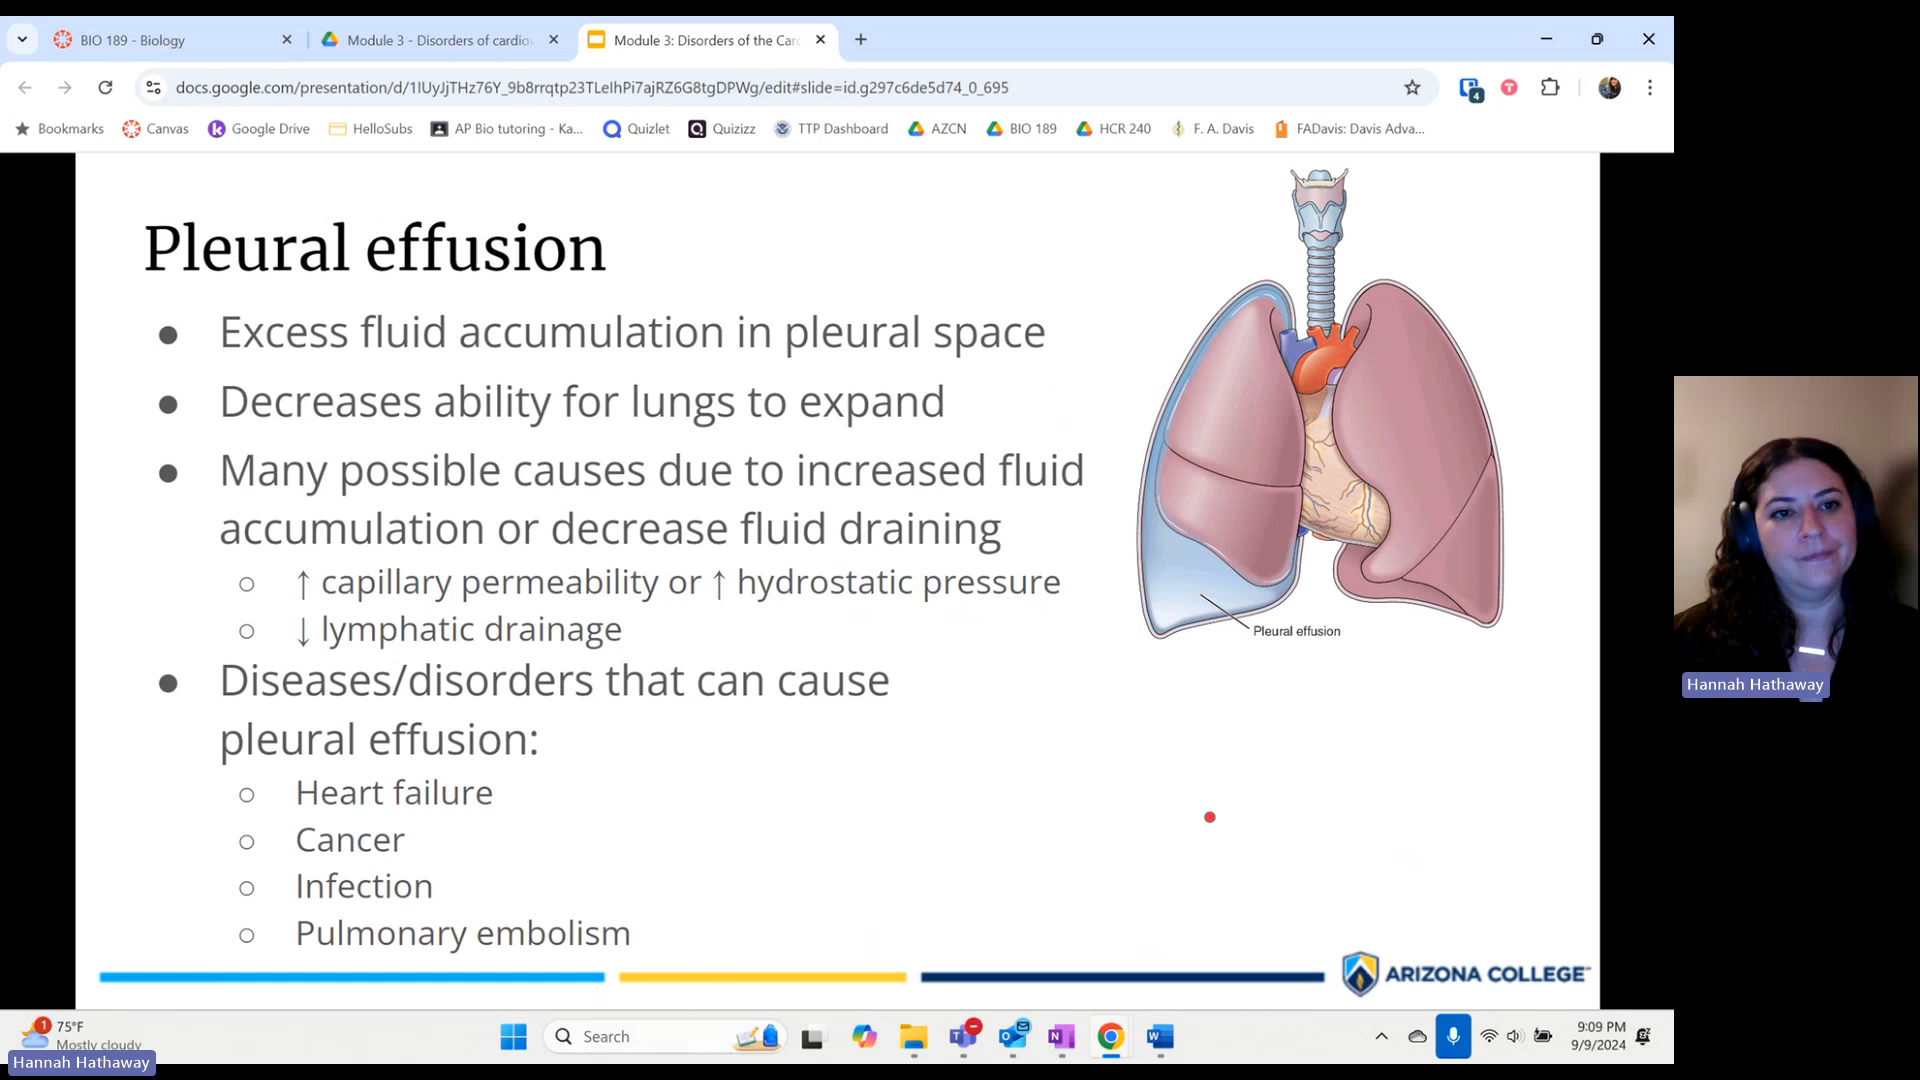 BIO 189 - Biology
Module 3 - Disorders of cardiov
Module 3: Disorders of the Card
docs.google.com/presentation/d/1IUyJjTHz76Y_9b8rrqtp23TLeIhPi7ajRZ6G8tgDPWg/edit#slide=id.g297c6de5d74_0_695
4
Bookmarks
Canvas
Google Drive
HelloSubs
AP Bio tutoring - Ka...
Quizlet
Quizizz
TTP Dashboard
AZCN
BIO 189
HCR 240
F. A. Davis
FADavis: Davis Adva...
Pleural effusion
● Excess fluid accumulation in pleural space
● Decreases ability for lungs to expand
● Many possible causes due to increased fluid
accumulation or decrease fluid draining
○ ↑ capillary permeability or ↑ hydrostatic pressure
○ ↓ lymphatic drainage
● Diseases/disorders that can cause
pleural effusion:
○ Heart failure
○ Cancer
○ Infection
○ Pulmonary embolism
Pleural effusion
ARIZONA COLLEGE
Hannah Hathaway
1
75°F
Mostly cloudy
Search
9:09 PM
9/9/2024
Hannah Hathaway